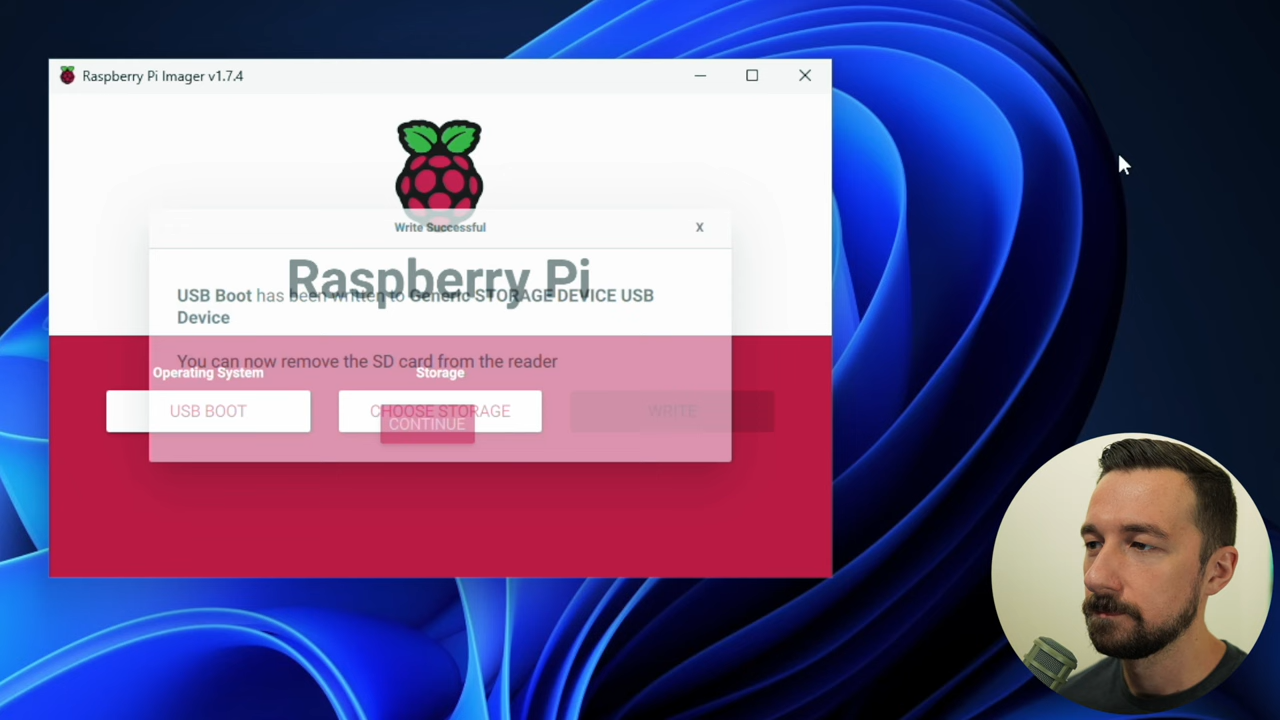 Raspberry Pi Imager v1.7.4
Write Successful
X
Raspberry Pi
USB Boot has been written to Generic STORAGE DEVICE USB
Device
You can now remove the SD card from the reader
Operating System
Storage
USB BOOT
CHOOSE STORAGE
WRITE
CONTINUE